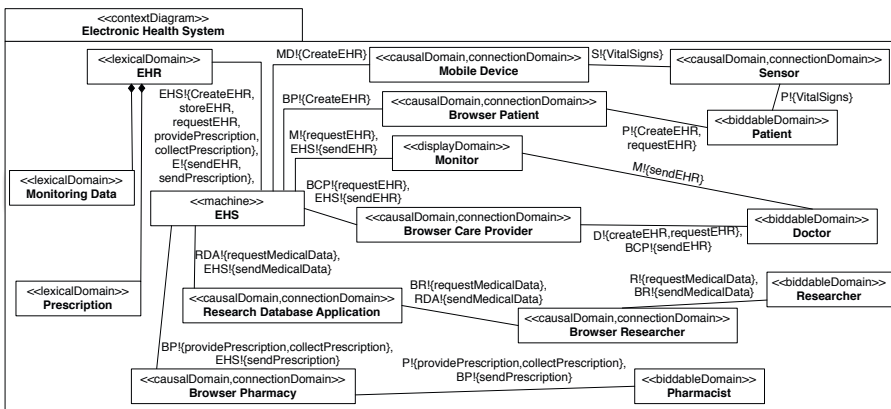 <<contextDiagram>>
Electronic Health System
<<lexicalDomain>>
EHR
MD!{CreateEHR}
<<causalDomain,connectionDomain>>
Mobile Device
S!{VitalSigns}
<<causalDomain,connectionDomain>>
Sensor
EHS!{CreateEHR,
storeEHR,
requestEHR,
providePrescription,
collectPrescription},
E!{sendEHR,
sendPrescription},
BP!{CreateEHR}
<<causalDomain,connectionDomain>>
Browser Patient
P!{VitalSigns}
P!{CreateEHR,
requestEHR}
<<biddableDomain>>
Patient
M!{requestEHR},
EHS!{sendEHR}
<<displayDomain>>
Monitor
M!{sendEHR}
<<lexicalDomain>>
Monitoring Data
<<machine>>
EHS
BCP!{requestEHR},
EHS!{sendEHR}
<<causalDomain,connectionDomain>>
Browser Care Provider
D!{createEHR,requestEHR},
BCP!{sendEHR}
<<biddableDomain>>
Doctor
RDA!{requestMedicalData},
EHS!{sendMedicalData}
<<lexicalDomain>>
Prescription
<<causalDomain,connectionDomain>>
Research Database Application
BR!{requestMedicalData},
RDA!{sendMedicalData}
R!{requestMedicalData},
BR!{sendMedicalData}
<<biddableDomain>>
Researcher
<<causalDomain,connectionDomain>>
Browser Researcher
BP!{providePrescription,collectPrescription},
EHS!{sendPrescription}
<<causalDomain,connectionDomain>>
Browser Pharmacy
P!{providePrescription,collectPrescription},
BP!{sendPrescription}
<<biddableDomain>>
Pharmacist